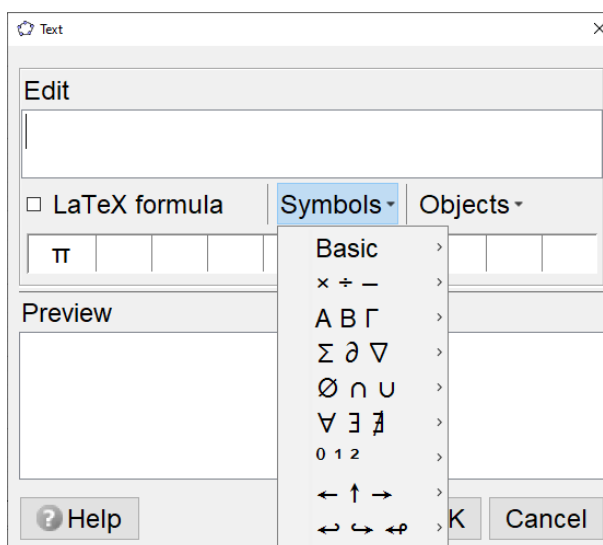 Text
Edit
LaTeX formula Symbols Objects
π
Basic
× ÷ −
Α Β Γ
Σ ∂ ∇
Preview
∅ ∩ ∪
∀ ∃ ∄
⁰ ¹ ²
← ↑ →
↩ ↪ ↫
Help K Cancel